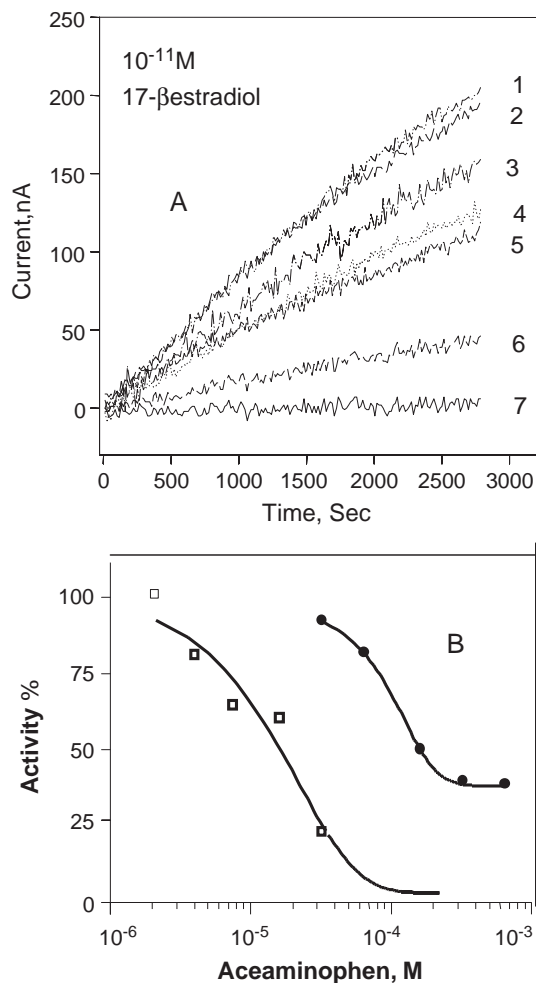 250
200
150
100
50
0
Current,nA
10-11M
17-βestradiol
A
1
2
3
4
5
6
7
0 500 1000 1500 2000 2500 3000
Time, Sec
100
75
50
25
0
Activity %
B
10-6 10-5 10-4 10-3
Aceaminophen, M